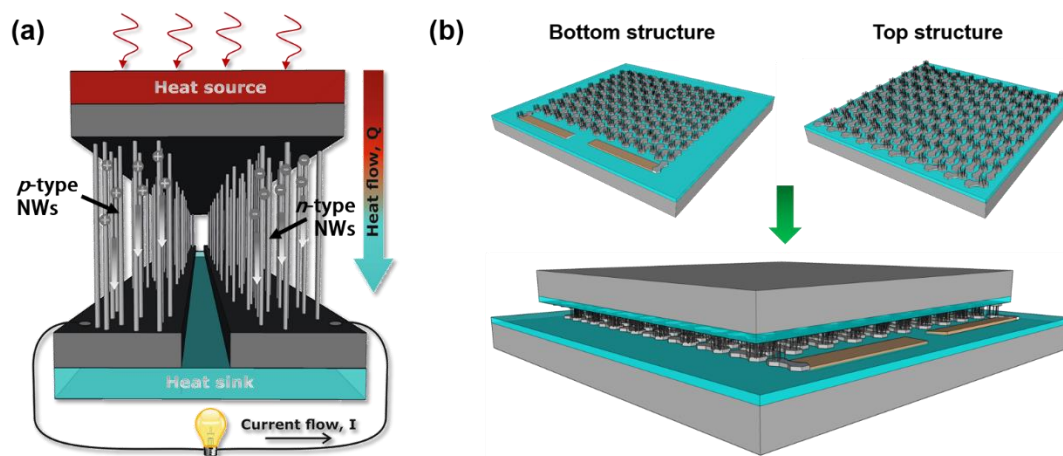 (a)
Heat source
p-type
NWs
n-type
NWs
Heat flow, Q
Heat sink
Current flow, I
(b)
Bottom structure
Top structure